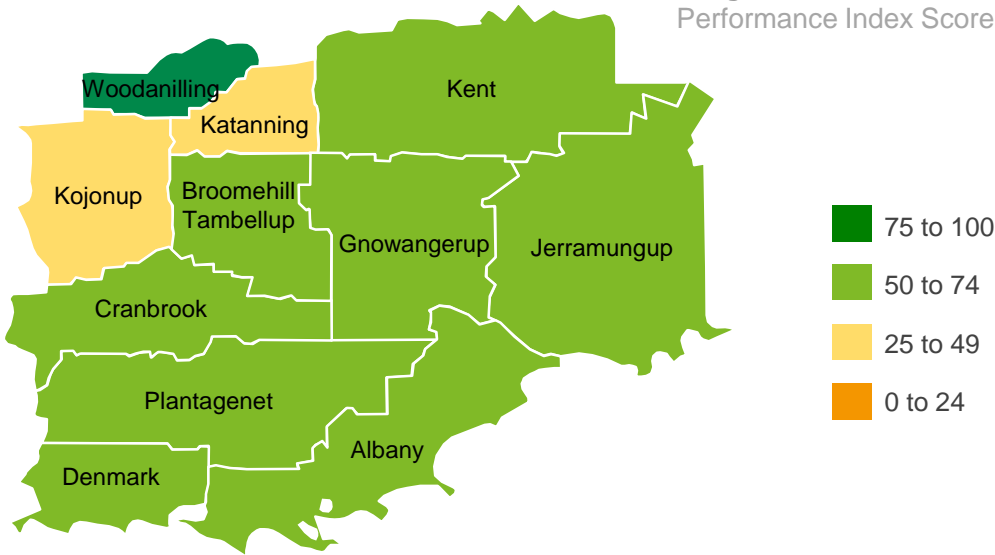 Performance Index Score
Woodanilling
Kent
Katanning
Kojonup
Broomehill
Tambellup
Gnowangerup
Jerramungup
Cranbrook
Plantagenet
Albany
Denmark
75 to 100
50 to 74
25 to 49
0 to 24